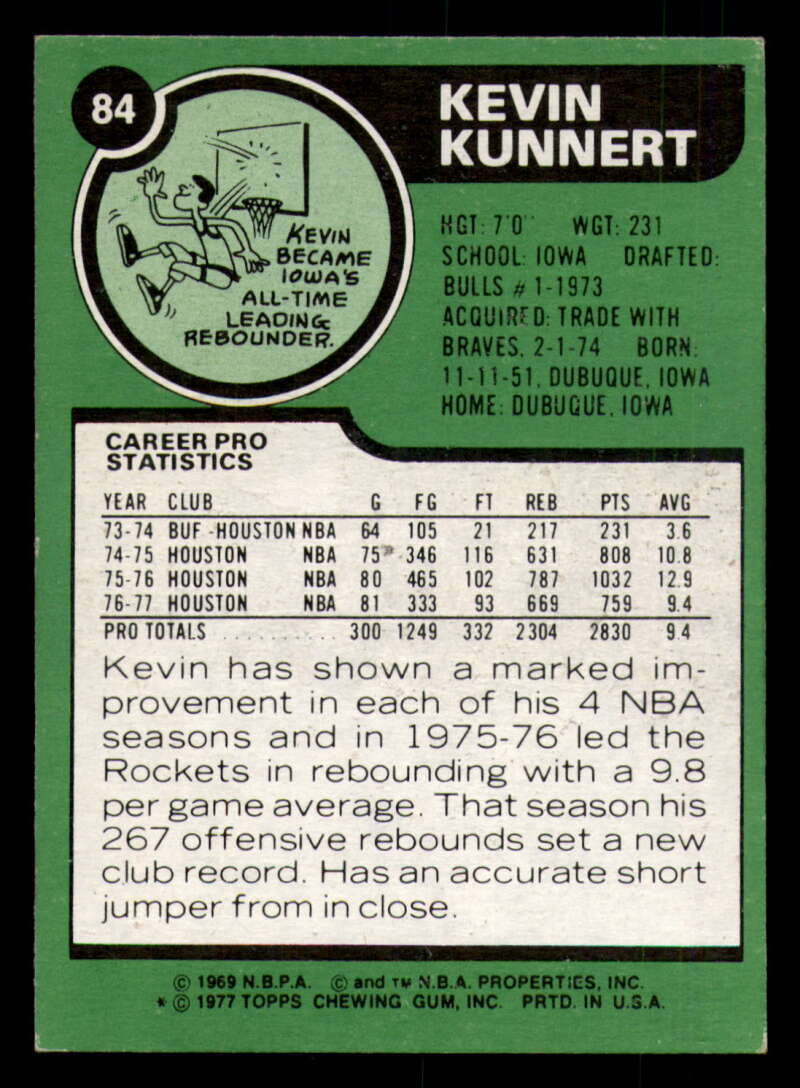 84
KEVIN
KUNNERT
KEVIN
BECAME
IOWA'S
ALL-TIME
LEADING
REBOUNDER.
HGT: 7'0" WGT: 231
SCHOOL: IOWA DRAFTED:
BULLS # 1-1973
ACQUIRED: TRADE WITH
BRAVES, 2-1-74 BORN:
11-11-51, DUBUQUE, IOWA
HOME: DUBUQUE, IOWA
CAREER PRO
STATISTICS
YEAR CLUB G FG FT REB PTS AVG
73-74 BUF.-HOUSTON NBA 64 105 21 217 231 3.6
74-75 HOUSTON NBA 75 346 116 631 808 10.8
75-76 HOUSTON NBA 80 465 102 787 1032 12.9
76-77 HOUSTON NBA 81 333 93 669 759 9.4
PRO TOTALS .......... 300 1249 332 2304 2830 9.4
Kevin has shown a marked im-
provement in each of his 4 NBA
seasons and in 1975-76 led the
Rockets in rebounding with a 9.8
per game average. That season his
267 offensive rebounds set a new
club record. Has an accurate short
jumper from in close.
© 1969 N.B.P.A. © and ™ N.B.A. PROPERTIES, INC.
* © 1977 TOPPS CHEWING GUM, INC. PRTD. IN U.S.A.